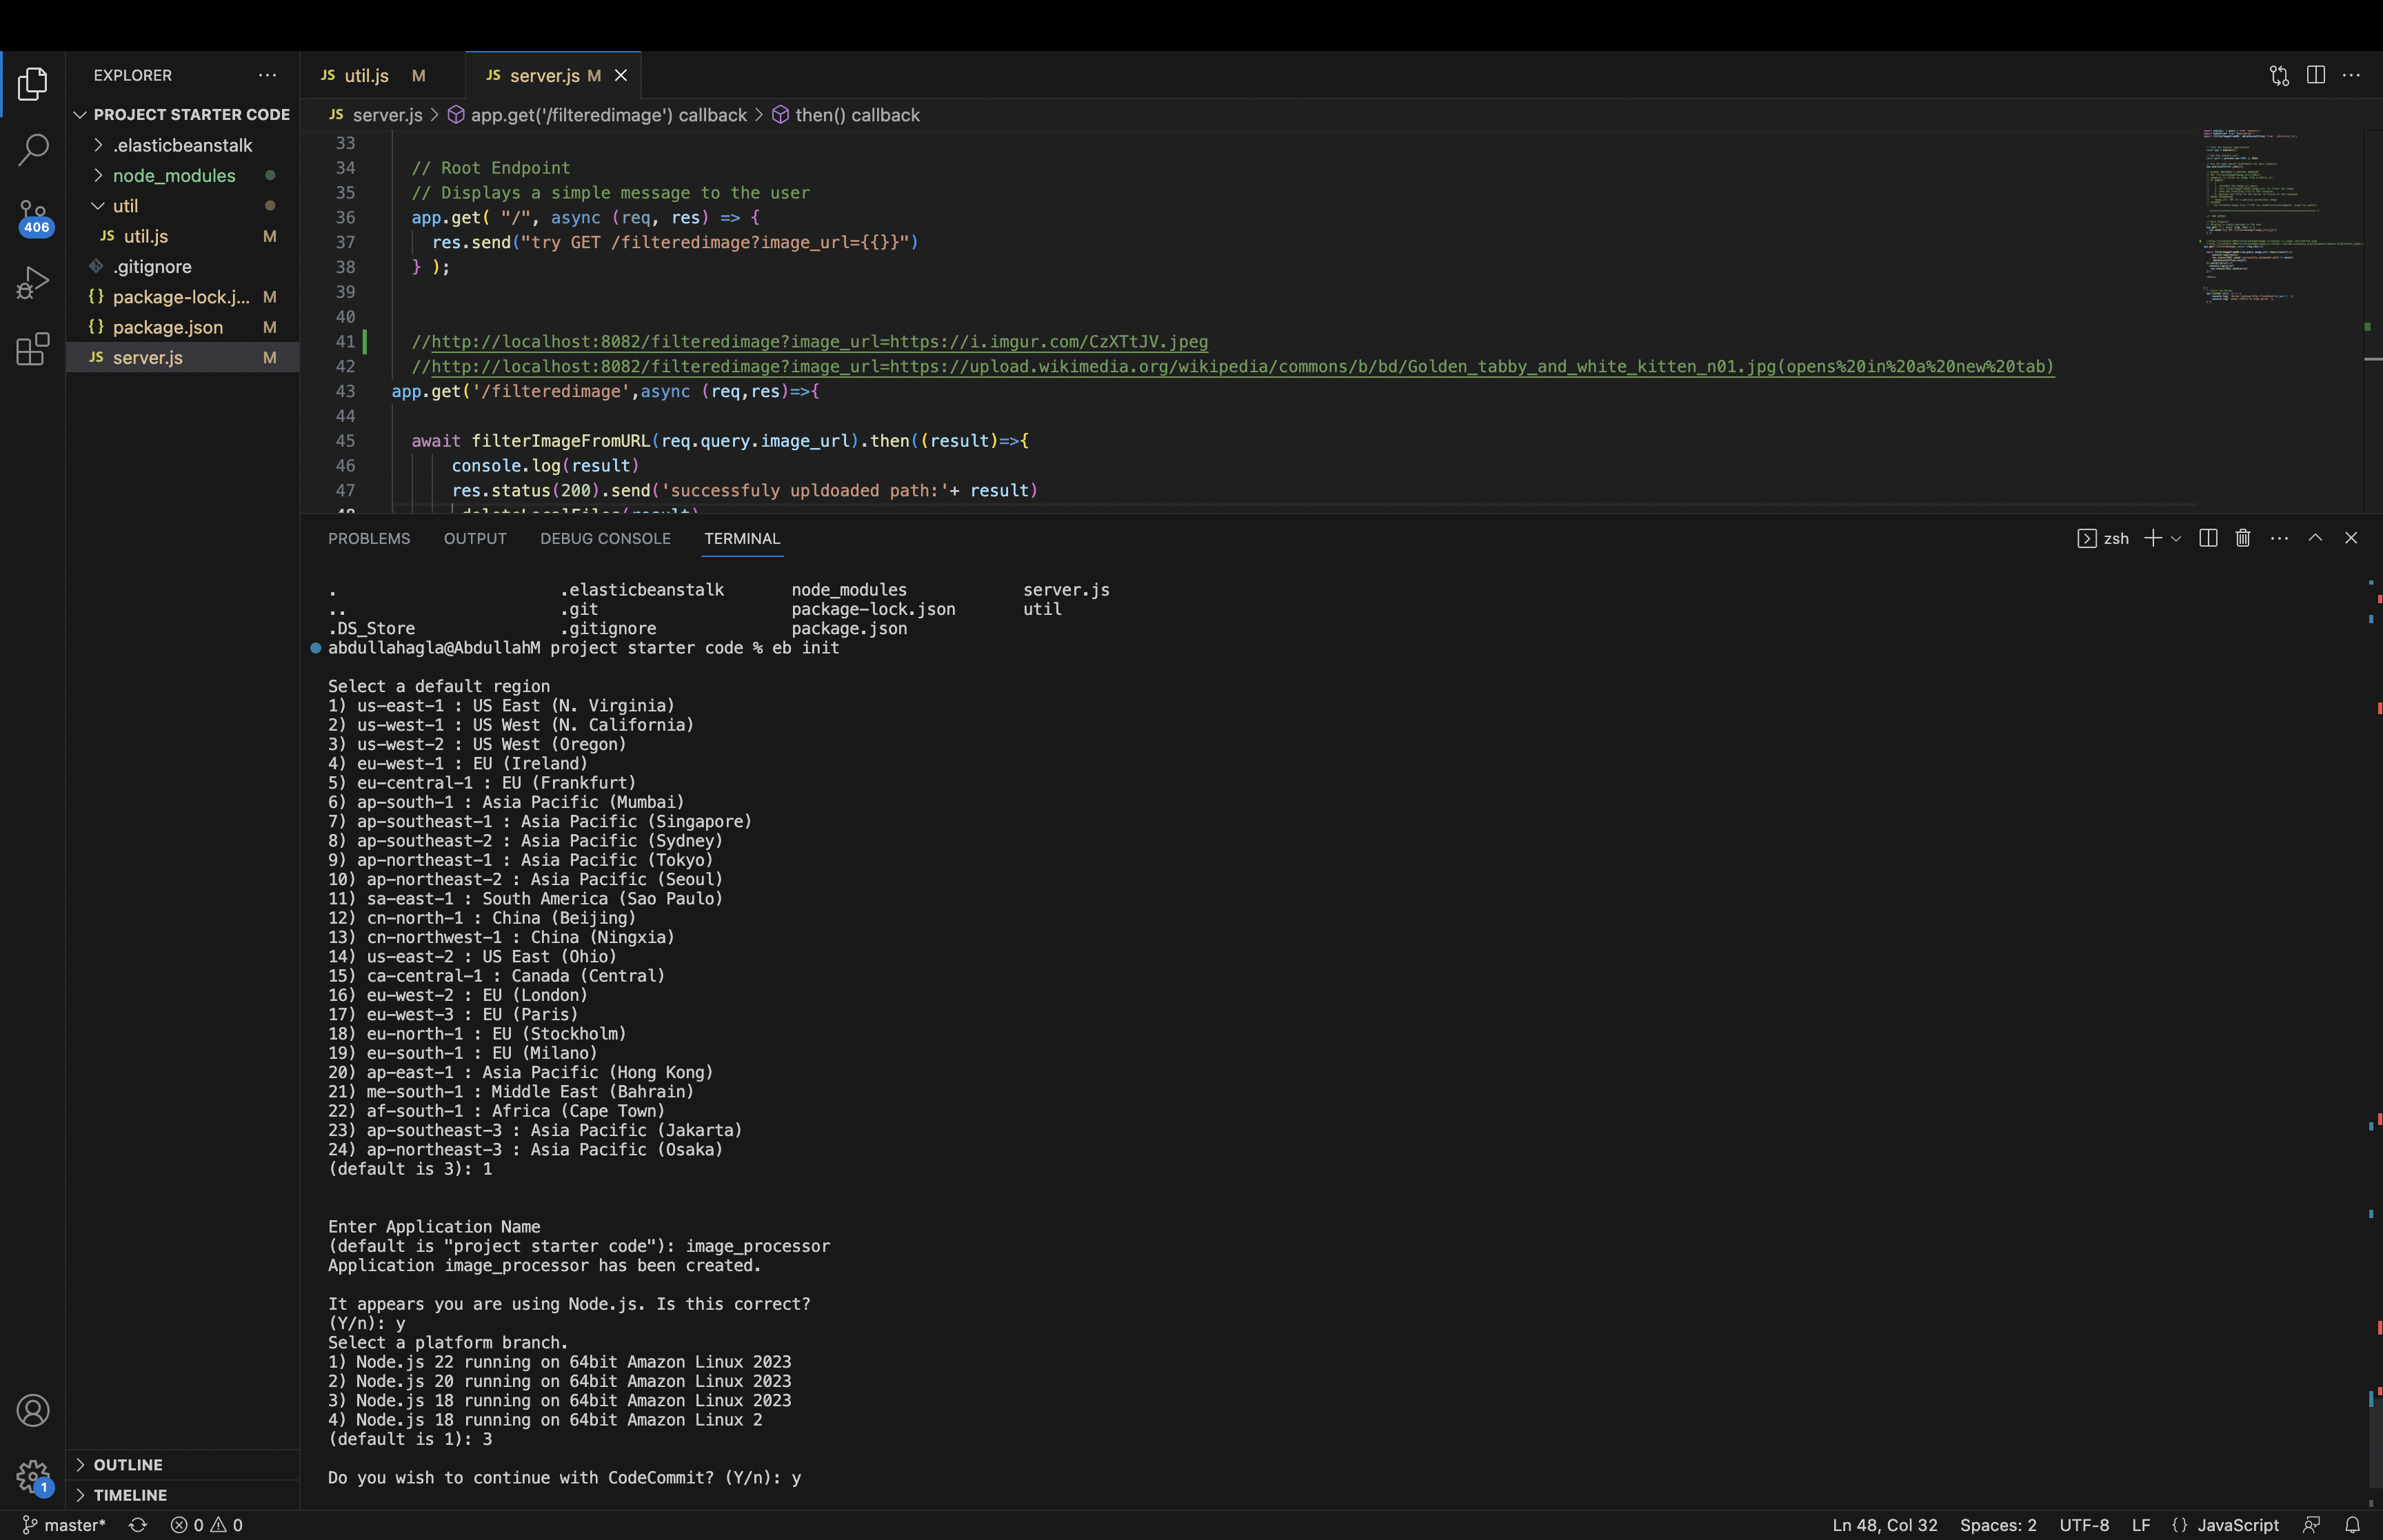 EXPLORER
PROJECT STARTER CODE
.elasticbeanstalk
node_modules
util
JS util.js M
.gitignore
{} package-lock.j... M
{} package.json M
JS server.js M
OUTLINE
TIMELINE
406
1
JS util.js M
JS server.js M
JS server.js > app.get('/filteredimage') callback > then() callback
33
34 // Root Endpoint
35 // Displays a simple message to the user
36 app.get( "/", async (req, res) => {
37 res.send("try GET /filteredimage?image_url={{}}")
38 } );
39
40
41 //http://localhost:8082/filteredimage?image_url=https://i.imgur.com/CzXTtJV.jpeg
42 //http://localhost:8082/filteredimage?image_url=https://upload.wikimedia.org/wikipedia/commons/b/bd/Golden_tabby_and_white_kitten_n01.jpg(opens%20in%20a%20new%20tab)
43 app.get('/filteredimage',async (req,res)=>{
44
45 await filterImageFromURL(req.query.image_url).then((result)=>{
46 console.log(result)
47 res.status(200).send('successfuly upldoaded path:'+ result)
48 deleteLocalFiles(result)
PROBLEMS OUTPUT DEBUG CONSOLE TERMINAL
zsh
. .elasticbeanstalk node_modules server.js
.. .git package-lock.json util
.DS_Store .gitignore package.json
abdullahagla@AbdullahM project starter code % eb init
Select a default region
1) us-east-1 : US East (N. Virginia)
2) us-west-1 : US West (N. California)
3) us-west-2 : US West (Oregon)
4) eu-west-1 : EU (Ireland)
5) eu-central-1 : EU (Frankfurt)
6) ap-south-1 : Asia Pacific (Mumbai)
7) ap-southeast-1 : Asia Pacific (Singapore)
8) ap-southeast-2 : Asia Pacific (Sydney)
9) ap-northeast-1 : Asia Pacific (Tokyo)
10) ap-northeast-2 : Asia Pacific (Seoul)
11) sa-east-1 : South America (Sao Paulo)
12) cn-north-1 : China (Beijing)
13) cn-northwest-1 : China (Ningxia)
14) us-east-2 : US East (Ohio)
15) ca-central-1 : Canada (Central)
16) eu-west-2 : EU (London)
17) eu-west-3 : EU (Paris)
18) eu-north-1 : EU (Stockholm)
19) eu-south-1 : EU (Milano)
20) ap-east-1 : Asia Pacific (Hong Kong)
21) me-south-1 : Middle East (Bahrain)
22) af-south-1 : Africa (Cape Town)
23) ap-southeast-3 : Asia Pacific (Jakarta)
24) ap-northeast-3 : Asia Pacific (Osaka)
(default is 3): 1
Enter Application Name
(default is "project starter code"): image_processor
Application image_processor has been created.
It appears you are using Node.js. Is this correct?
(Y/n): y
Select a platform branch.
1) Node.js 22 running on 64bit Amazon Linux 2023
2) Node.js 20 running on 64bit Amazon Linux 2023
3) Node.js 18 running on 64bit Amazon Linux 2023
4) Node.js 18 running on 64bit Amazon Linux 2
(default is 1): 3
Do you wish to continue with CodeCommit? (Y/n): y
master* 0 0 Ln 48, Col 32 Spaces: 2 UTF-8 LF {} JavaScript